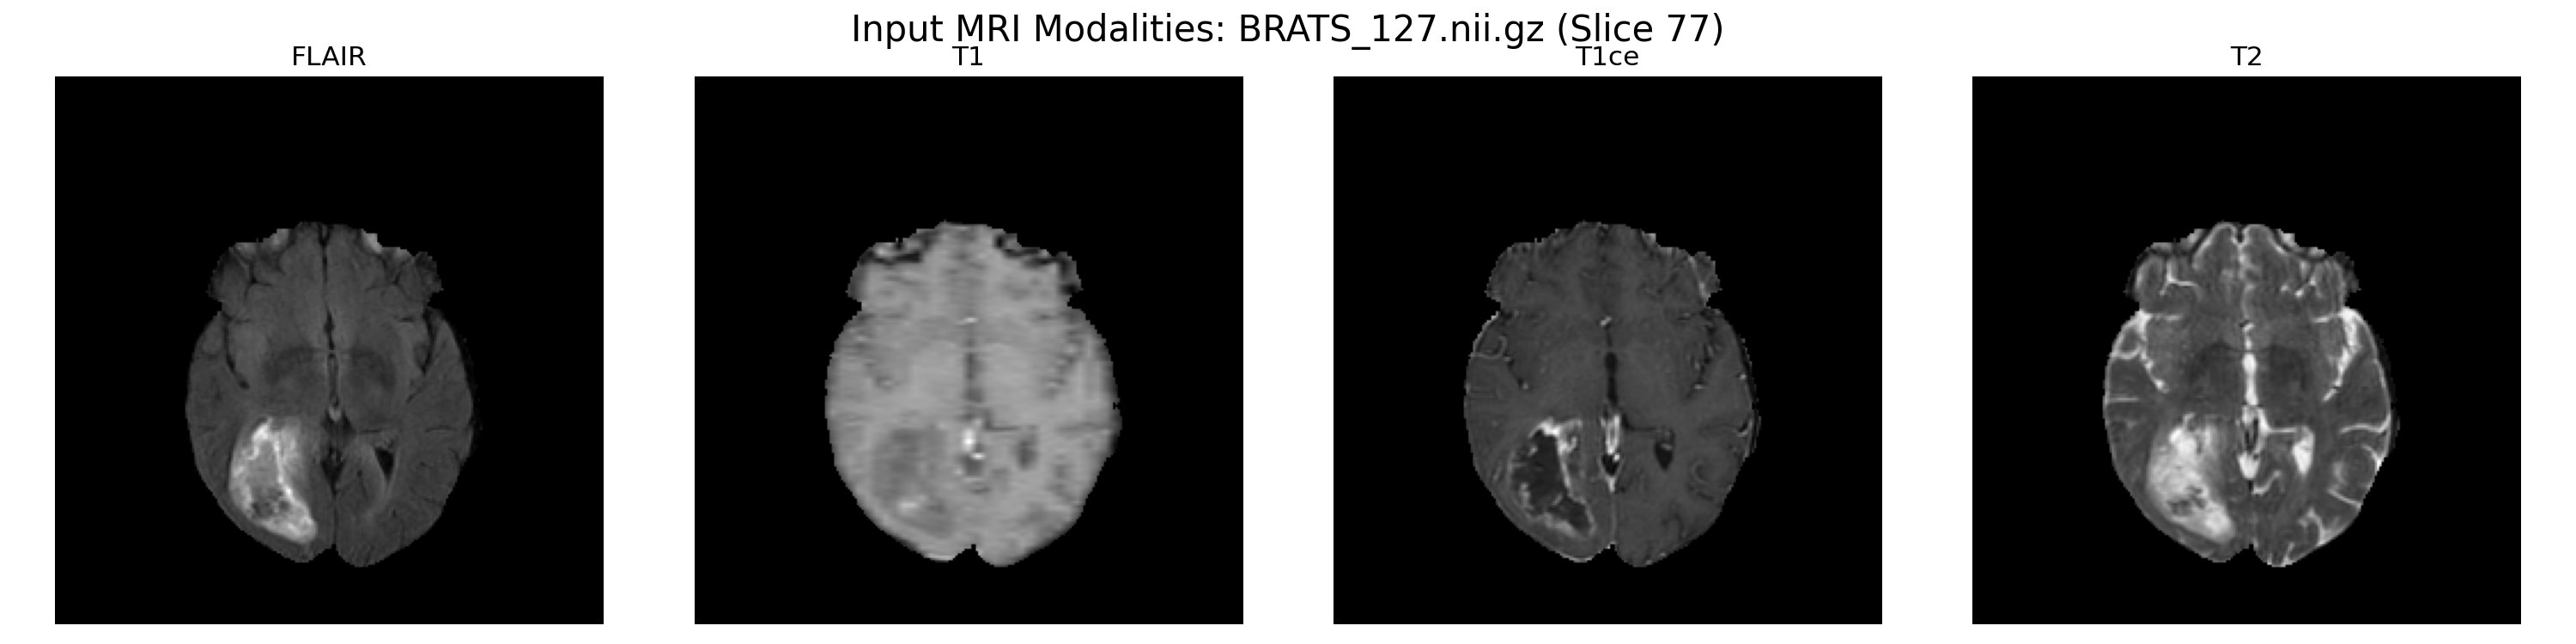 Input MRI Modalities: BRATS_127.nii.gz (Slice 77)
FLAIR
T1
T1ce
T2